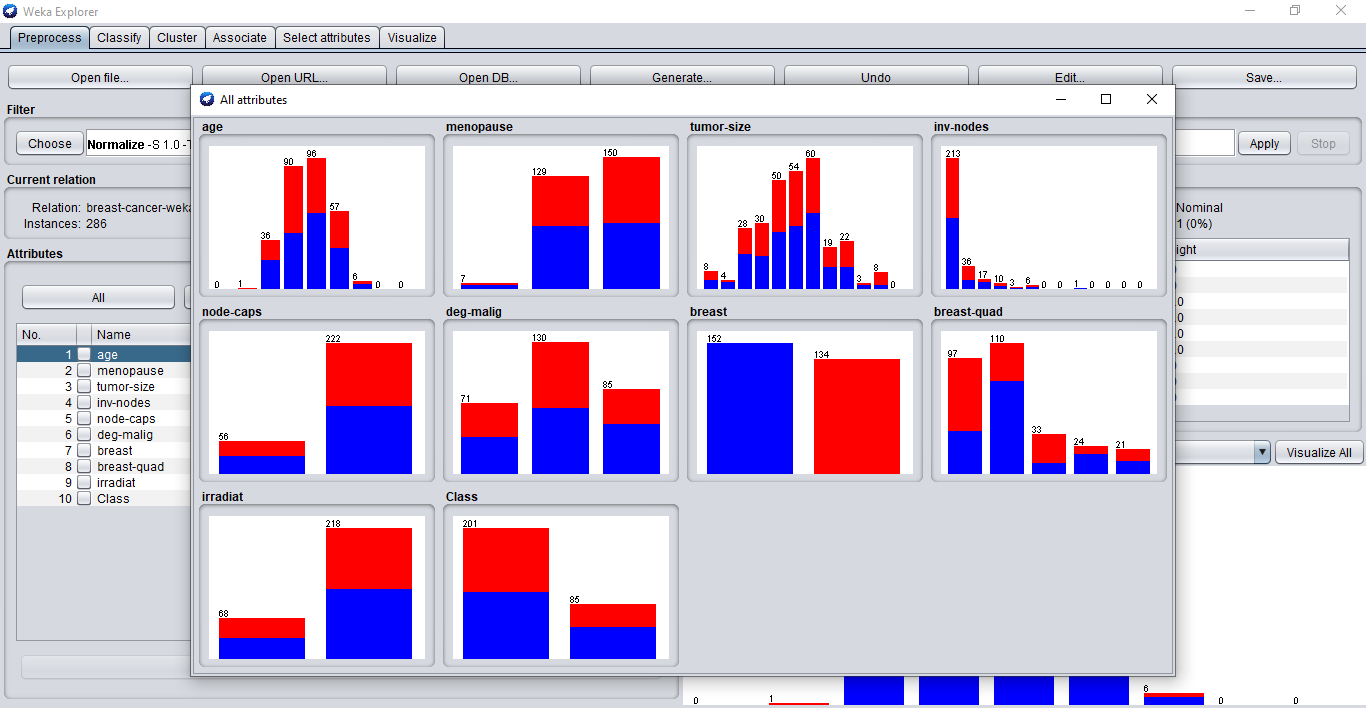 Weka Explorer
Preprocess Classify Cluster Associate Select attributes Visualize
Open file... Open URL... Open DB... Generate... Undo Edit... Save...
Filter
Choose Normalize -S 1.0 -T Apply Stop
Current relation
Relation: breast-cancer-weka
Instances: 286
Nominal
1 (0%)
Attributes
All
No. Name
1 age
2 menopause
3 tumor-size
4 inv-nodes
5 node-caps
6 deg-malig
7 breast
8 breast-quad
9 irradiat
10 Class
ight
.0
.0
.0
.0
Visualize All
All attributes
age
0 1 36 90 96 57 6 0 0
menopause
7 129 150
tumor-size
8 4 28 30 50 54 60 19 22 3 8 0
inv-nodes
213 36 17 10 3 6 0 0 1 0 0 0 0
node-caps
56 222
deg-malig
71 130 85
breast
152 134
breast-quad
97 110 33 24 21
irradiat
68 218
Class
201 85
0 1 6 0 0